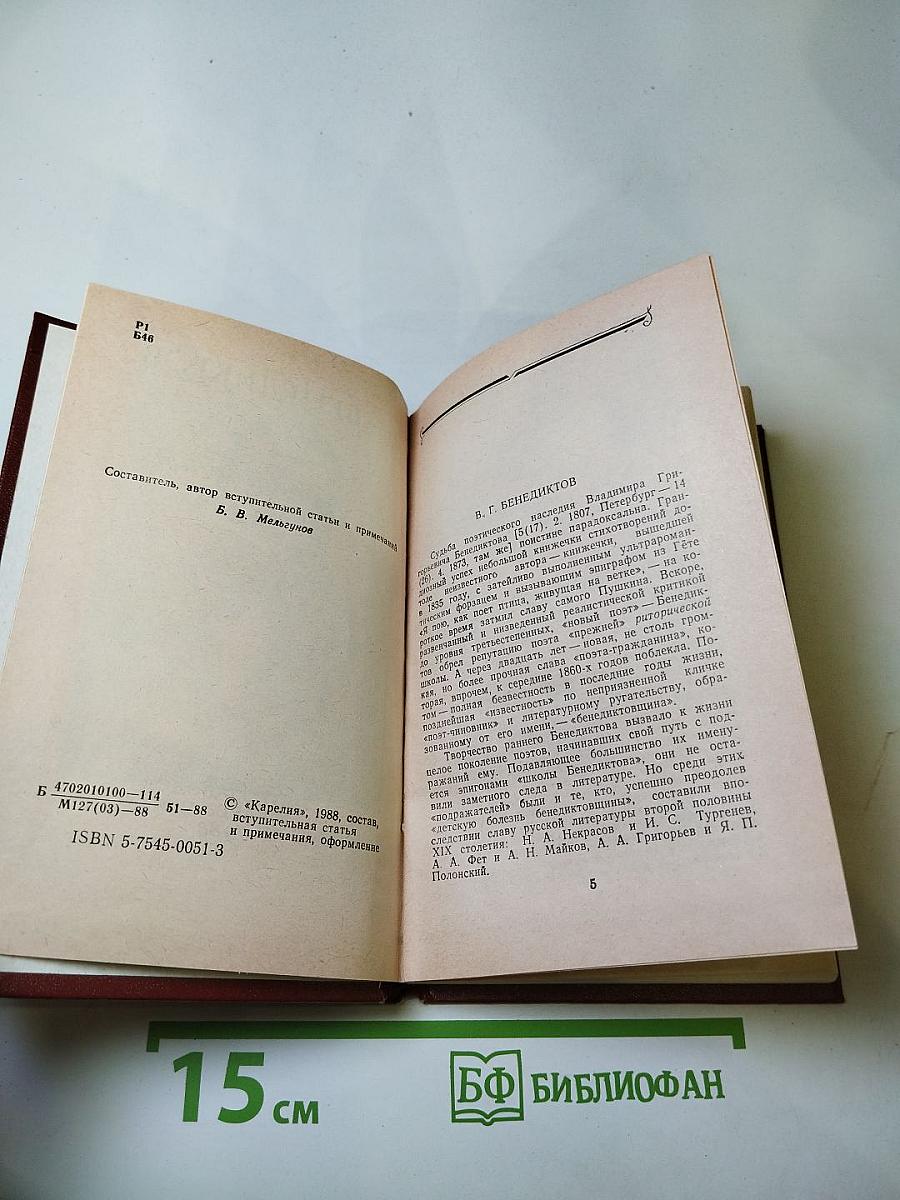 Р1
Б46
Составитель, автор вступительной статьи и примечаний
Б. В. Мельгунов
Б 4702010100—114
М127(03)—88
51—88
© «Карелия», 1988, состав,
вступительная статья
и примечания, оформление
ISBN 5-7545-0051-3
В. Г. БЕНЕДИКТОВ
Судьба поэтического наследия Владимира Гри-
горьевича Бенедиктова [5(17). 2. 1807, Петербург — 14
(26). 4. 1873, там же] поистине парадоксальна. Гран-
диозный успех небольшой книжечки стихотворений до-
толе неизвестного автора — книжечки, вышедшей
в 1835 году, с затейливо выполненным ультрароман-
тическим форзацем и вызывающим эпиграфом из Гёте
«Я пою, как поет птица, живущая на ветке», — на ко-
роткое время затмил славу самого Пушкина. Вскоре,
развенчанный и низведенный реалистической критикой
до уровня третьестепенных, «новый поэт» — Бенедик-
тов обрел репутацию поэта «прежней» риторической
школы. А через двадцать лет — новая, не столь гром-
кая, но более прочная слава «поэта-гражданина», ко-
торая, впрочем, к середине 1860-х годов поблекла. По-
том — полная безвестность в последние годы жизни,
позднейшая «известность» по неприязненной кличке
«поэт-чиновник» и литературному ругательству, обра-
зованному от его имени, — «бенедиктовщина».
Творчество раннего Бенедиктова вызвало к жизни
целое поколение поэтов, начинавших свой путь с под-
ражаний ему. Подавляющее большинство их имену-
ется эпигонами «школы Бенедиктова», они не оста-
вили заметного следа в литературе. Но среди этих
«подражателей» были и те, кто, успешно преодолев
«детскую болезнь бенедиктовщины», составили впо-
следствии славу русской литературы второй половины
XIX столетия: Н. А. Некрасов и И. С. Тургенев,
А. А. Фет и А. Н. Майков, А. А. Григорьев и Я. П.
Полонский.
5
15 см
БФ БИБЛИОФАН